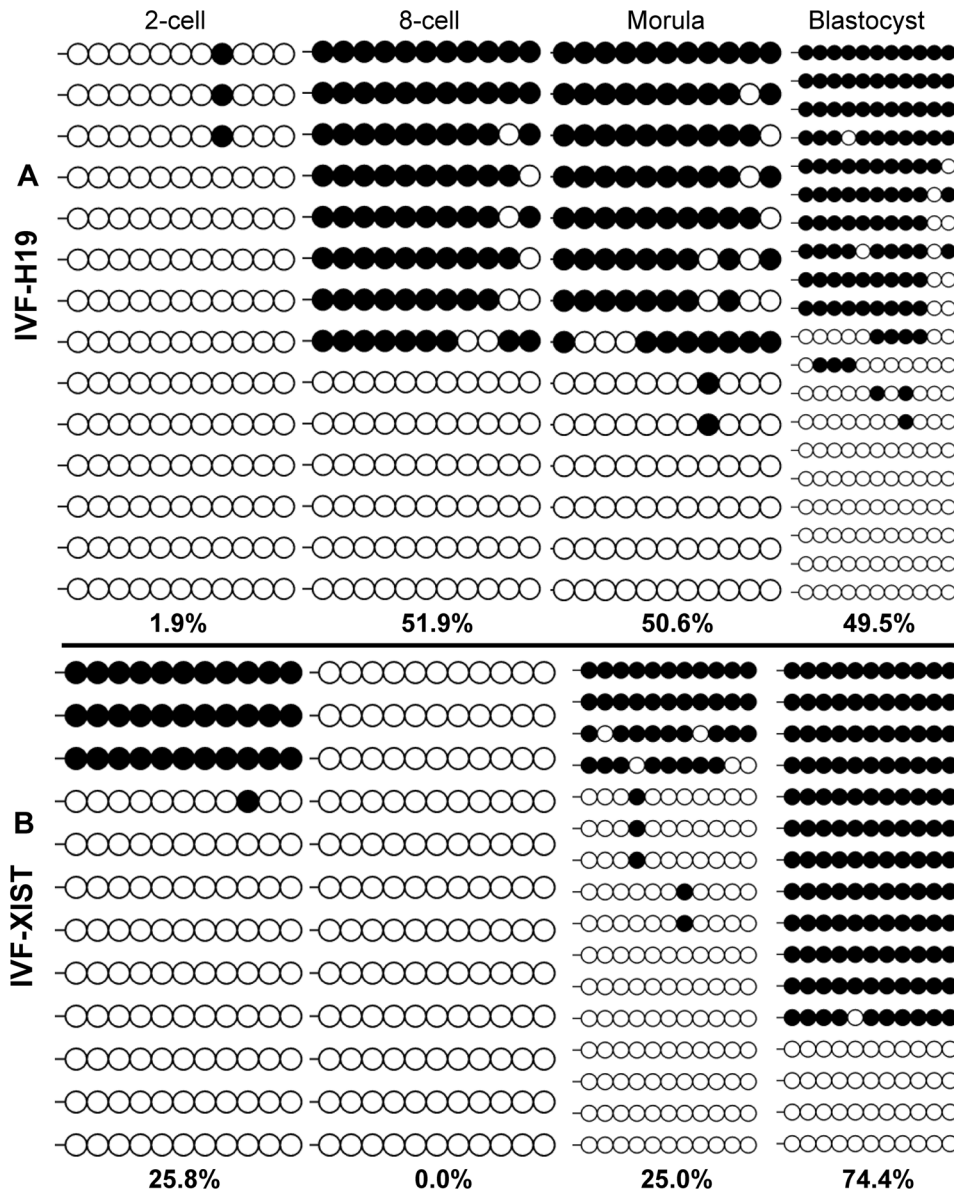 2-cell 8-cell Morula Blastocyst
A
IVF-H19
1.9% 51.9% 50.6% 49.5%
B
IVF-XIST
25.8% 0.0% 25.0% 74.4%